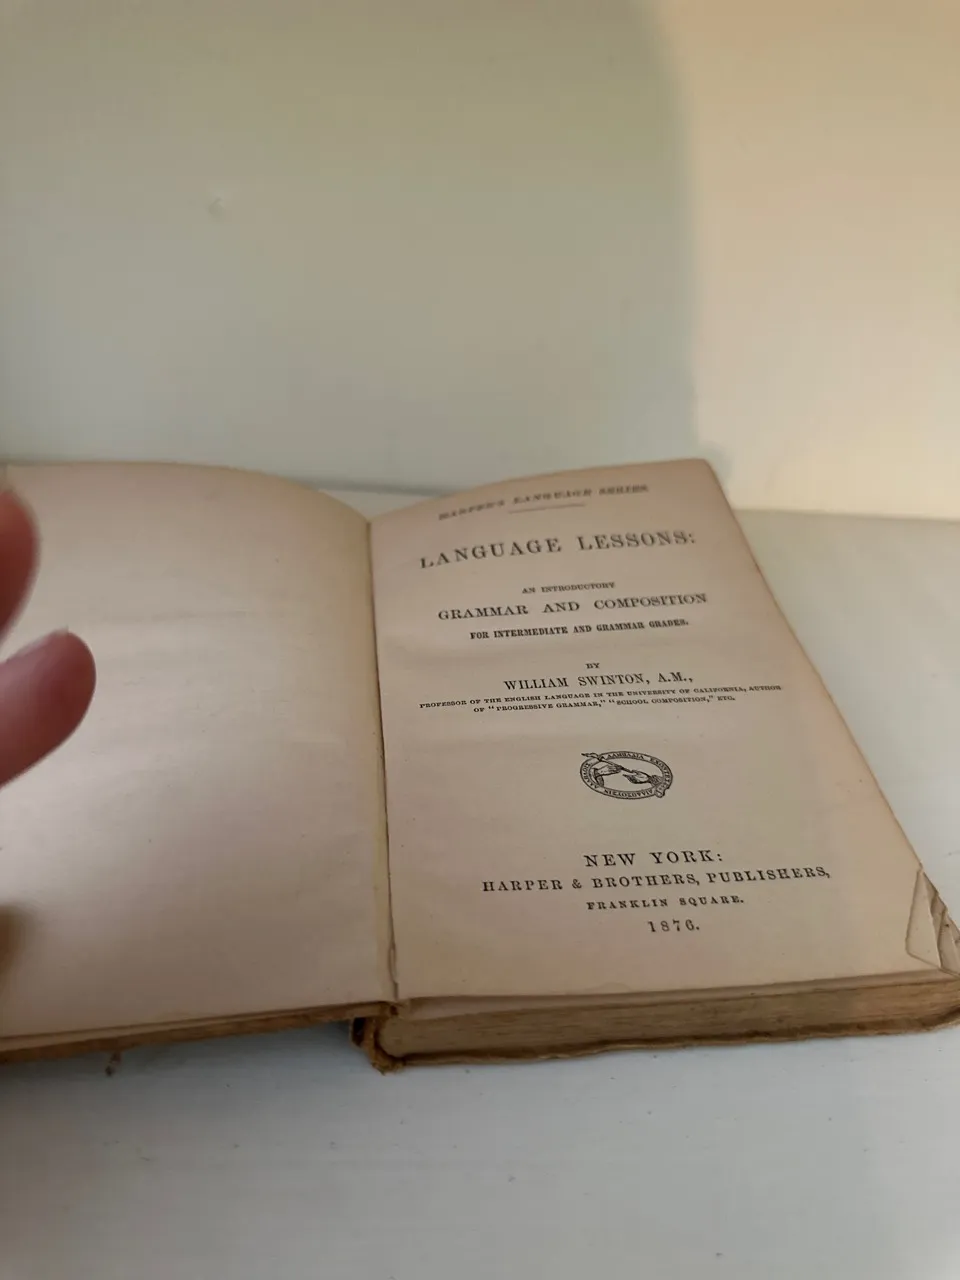 HARPER'S LANGUAGE SERIES.
LANGUAGE LESSONS:
AN INTRODUCTORY
GRAMMAR AND COMPOSITION
FOR INTERMEDIATE AND GRAMMAR GRADES.
BY
WILLIAM SWINTON, A.M.,
PROFESSOR OF THE ENGLISH LANGUAGE IN THE UNIVERSITY OF CALIFORNIA, AUTHOR
OF "PROGRESSIVE GRAMMAR," "SCHOOL COMPOSITION," ETC.
NEW YORK:
HARPER & BROTHERS, PUBLISHERS,
FRANKLIN SQUARE.
1876.